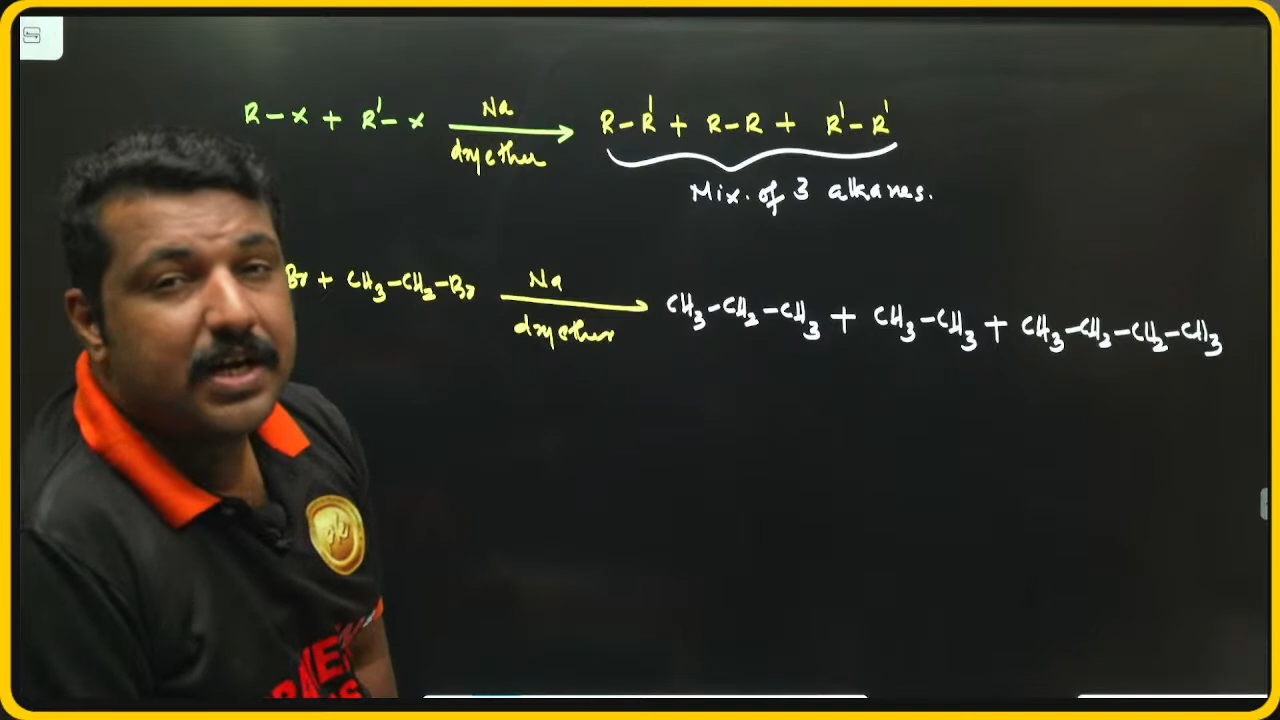 R-X + R'-X Na dry ether R-R' + R-R + R'-R'
Mix. of 3 alkanes.
Br + CH3-CH2-Br Na dry ether CH3-CH2-CH3 + CH3-CH3 + CH3-CH2-CH2-CH3